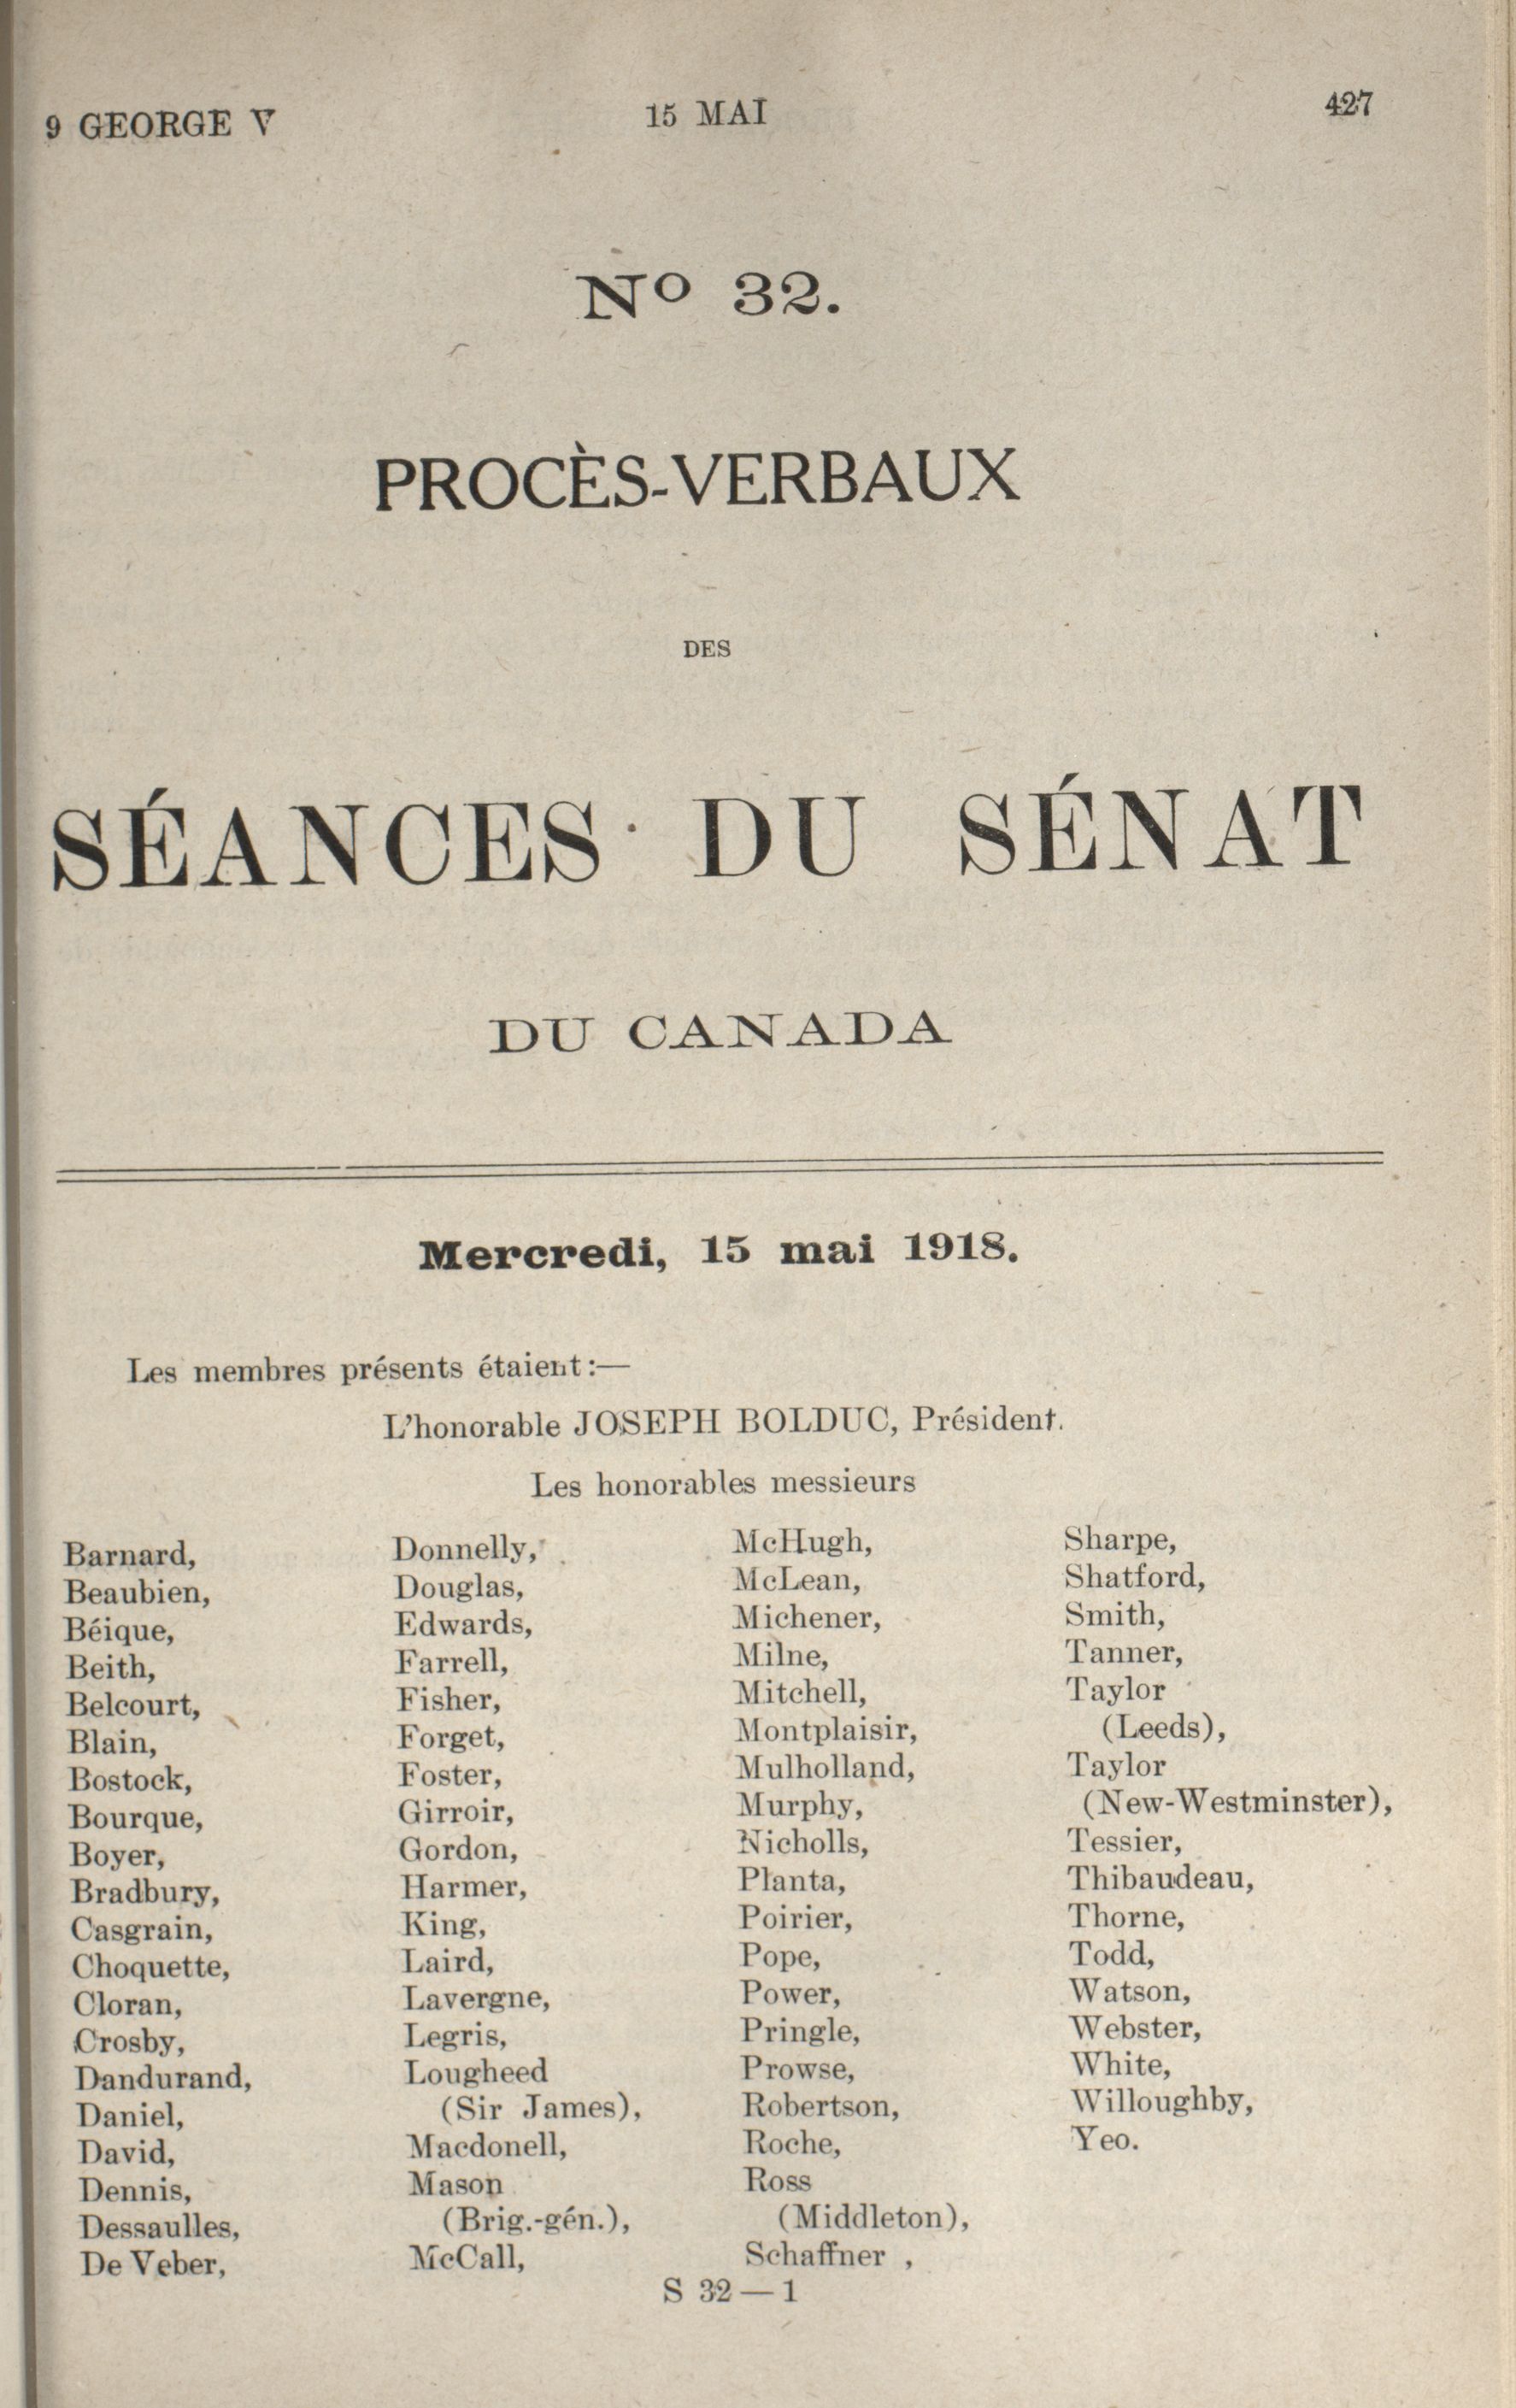 9 GEORGE V
15 MAI
427
No 32.
PROCÈS-VERBAUX
DES
SÉANCES DU SÉNAT
DU CANADA
Mercredi, 15 mai 1918.
Les membres présents étaient:—
L'honorable JOSEPH BOLDUC, Président.
Les honorables messieurs
Barnard,
Beaubien,
Béique,
Beith,
Belcourt,
Blain,
Bostock,
Bourque,
Boyer,
Bradbury,
Casgrain,
Choquette,
Cloran,
Crosby,
Dandurand,
Daniel,
David,
Dennis,
Dessaulles,
De Veber,
Donnelly,
Douglas,
Edwards,
Farrell,
Fisher,
Forget,
Foster,
Girroir,
Gordon,
Harmer,
King,
Laird,
Lavergne,
Legris,
Lougheed
(Sir James),
Macdonell,
Mason
(Brig.-gén.),
McCall,
McHugh,
McLean,
Michener,
Milne,
Mitchell,
Montplaisir,
Mulholland,
Murphy,
Nicholls,
Planta,
Poirier,
Pope,
Power,
Pringle,
Prowse,
Robertson,
Roche,
Ross
(Middleton),
Schaffner ,
Sharpe,
Shatford,
Smith,
Tanner,
Taylor
(Leeds),
Taylor
(New-Westminster),
Tessier,
Thibaudeau,
Thorne,
Todd,
Watson,
Webster,
White,
Willoughby,
Yeo.
S 32—1